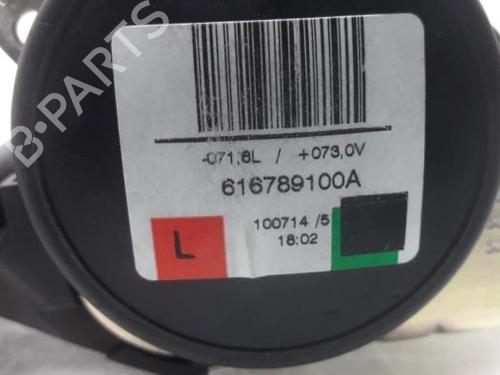 B-PARTS
-071,6L / +073,0V
616789100A
L
100714 /5
18:02